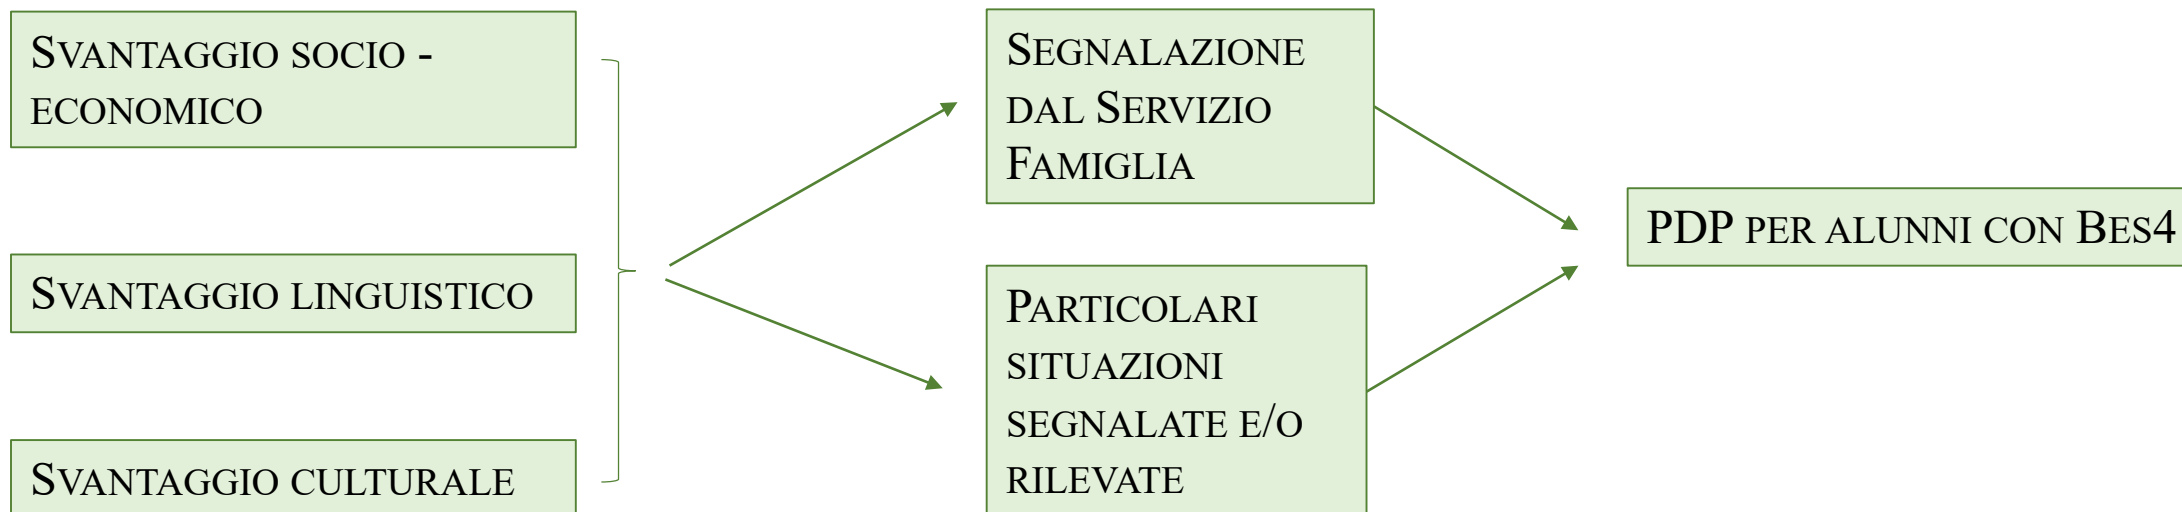 SVANTAGGIO SOCIO -
ECONOMICO
SVANTAGGIO LINGUISTICO
SVANTAGGIO CULTURALE
SEGNALAZIONE
DAL SERVIZIO
FAMIGLIA
PARTICOLARI
SITUAZIONI
SEGNALATE E/O
RILEVATE
PDP PER ALUNNI CON BES4